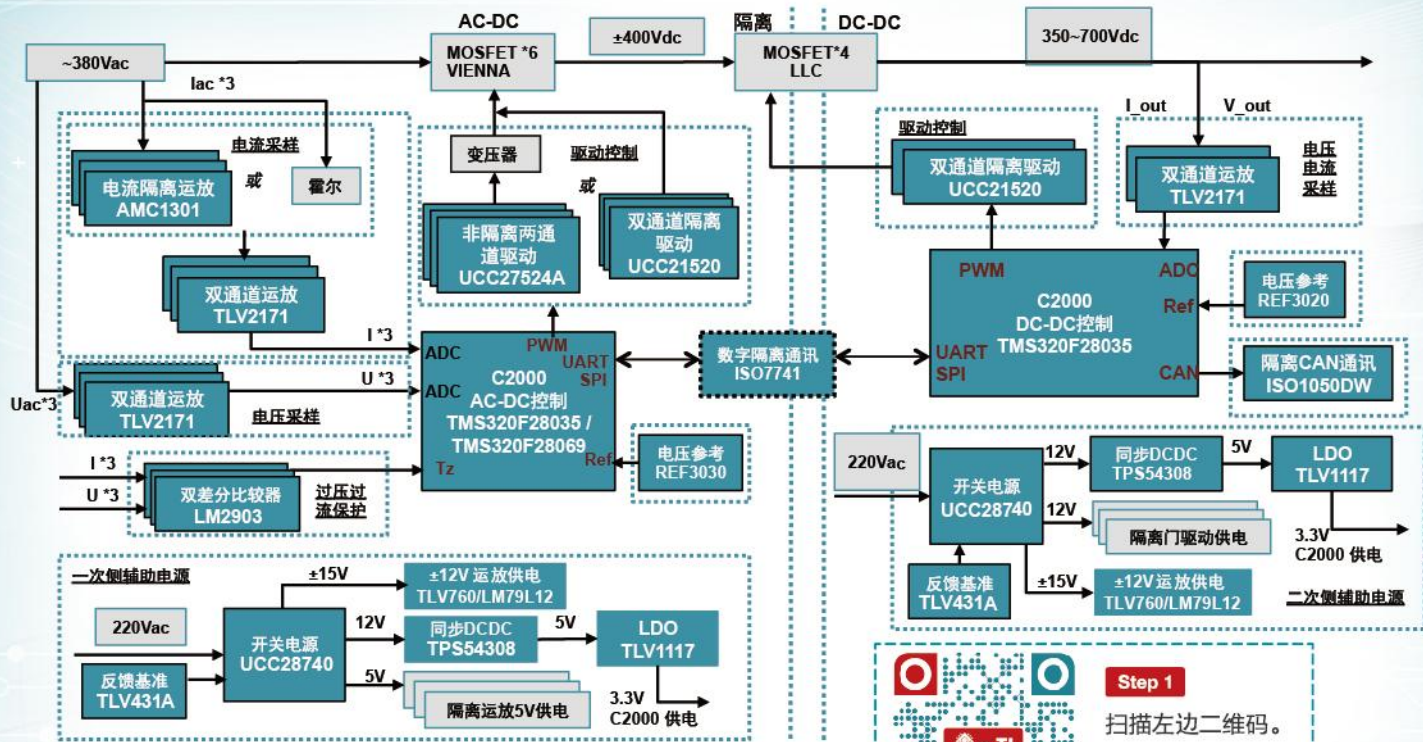 AC-DC
隔离
DC-DC
~380Vac
MOSFET *6
VIENNA
±400Vdc
MOSFET*4
LLC
350~700Vdc
Iac *3
I_out
V_out
电流采样
电流隔离运放
AMC1301
或
霍尔
变压器
驱动控制
或
非隔离两通
道驱动
UCC27524A
双通道隔离
驱动
UCC21520
驱动控制
双通道隔离驱动
UCC21520
双通道运放
TLV2171
电压
电流
采样
双通道运放
TLV2171
I *3
ADC
PWM
UART
SPI
ADC
C2000
AC-DC控制
TMS320F28035 /
TMS320F28069
Tz
Ref
数字隔离通讯
ISO7741
PWM
ADC
Ref
C2000
DC-DC控制
TMS320F28035
UART
SPI
CAN
电压参考
REF3020
隔离CAN通讯
ISO1050DW
Uac*3
双通道运放
TLV2171
U *3
电压采样
电压参考
REF3030
I *3
U *3
双差分比较器
LM2903
过压过
流保护
220Vac
开关电源
UCC28740
12V
同步DCDC
TPS54308
5V
LDO
TLV1117
12V
隔离门驱动供电
3.3V
C2000 供电
反馈基准
TLV431A
±15V
±12V 运放供电
TLV760/LM79L12
二次侧辅助电源
一次侧辅助电源
220Vac
反馈基准
TLV431A
开关电源
UCC28740
±15V
±12V 运放供电
TLV760/LM79L12
12V
同步DCDC
TPS54308
5V
LDO
TLV1117
5V
隔离运放5V供电
3.3V
C2000 供电
Step 1
扫描左边二维码。
TI